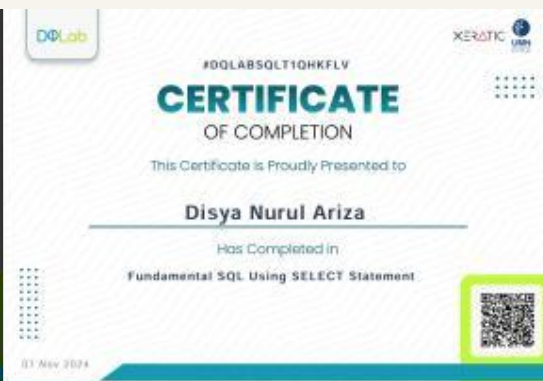 DQLab
XERATIC
UMN
#DQLABSQLT1QHKFLV
CERTIFICATE
OF COMPLETION
This Certificate is Proudly Presented to
Disya Nurul Ariza
Has Completed in
Fundamental SQL Using SELECT Statement
07 Nov 2024